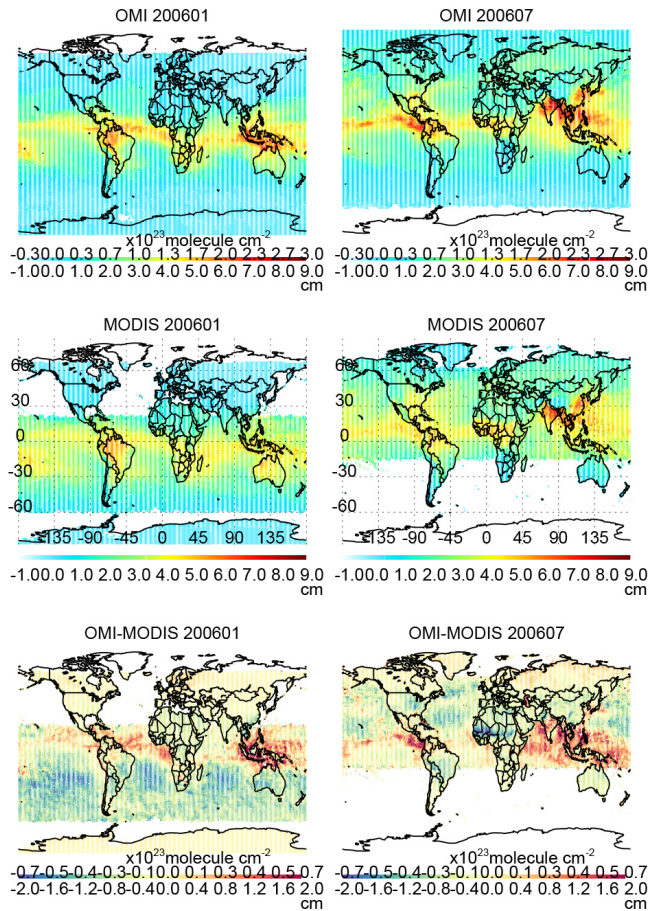 OMI 200601
OMI 200607
x10²³molecule cm⁻²
-0.30.0 0.3 0.7 1.0 1.3 1.7 2.0 2.3 2.7 3.0
-1.00.0 1.0 2.0 3.0 4.0 5.0 6.0 7.0 8.0 9.0
cm
x10²³molecule cm⁻²
-0.30.0 0.3 0.7 1.0 1.3 1.7 2.0 2.3 2.7 3.0
-1.00.0 1.0 2.0 3.0 4.0 5.0 6.0 7.0 8.0 9.0
cm
MODIS 200601
MODIS 200607
60
30
0
-30
-60
-135 -90 -45 0 45 90 135
-1.00.0 1.0 2.0 3.0 4.0 5.0 6.0 7.0 8.0 9.0
cm
60
30
0
-30
-60
-135 -90 -45 0 45 90 135
-1.00.0 1.0 2.0 3.0 4.0 5.0 6.0 7.0 8.0 9.0
cm
OMI-MODIS 200601
OMI-MODIS 200607
x10²³molecule cm⁻²
-0.7-0.5-0.4-0.3-0.10.0 0.1 0.3 0.4 0.5 0.7
-2.0-1.6-1.2-0.8-0.40.0 0.4 0.8 1.2 1.6 2.0
cm
x10²³molecule cm⁻²
-0.7-0.5-0.4-0.3-0.10.0 0.1 0.3 0.4 0.5 0.7
-2.0-1.6-1.2-0.8-0.40.0 0.4 0.8 1.2 1.6 2.0
cm